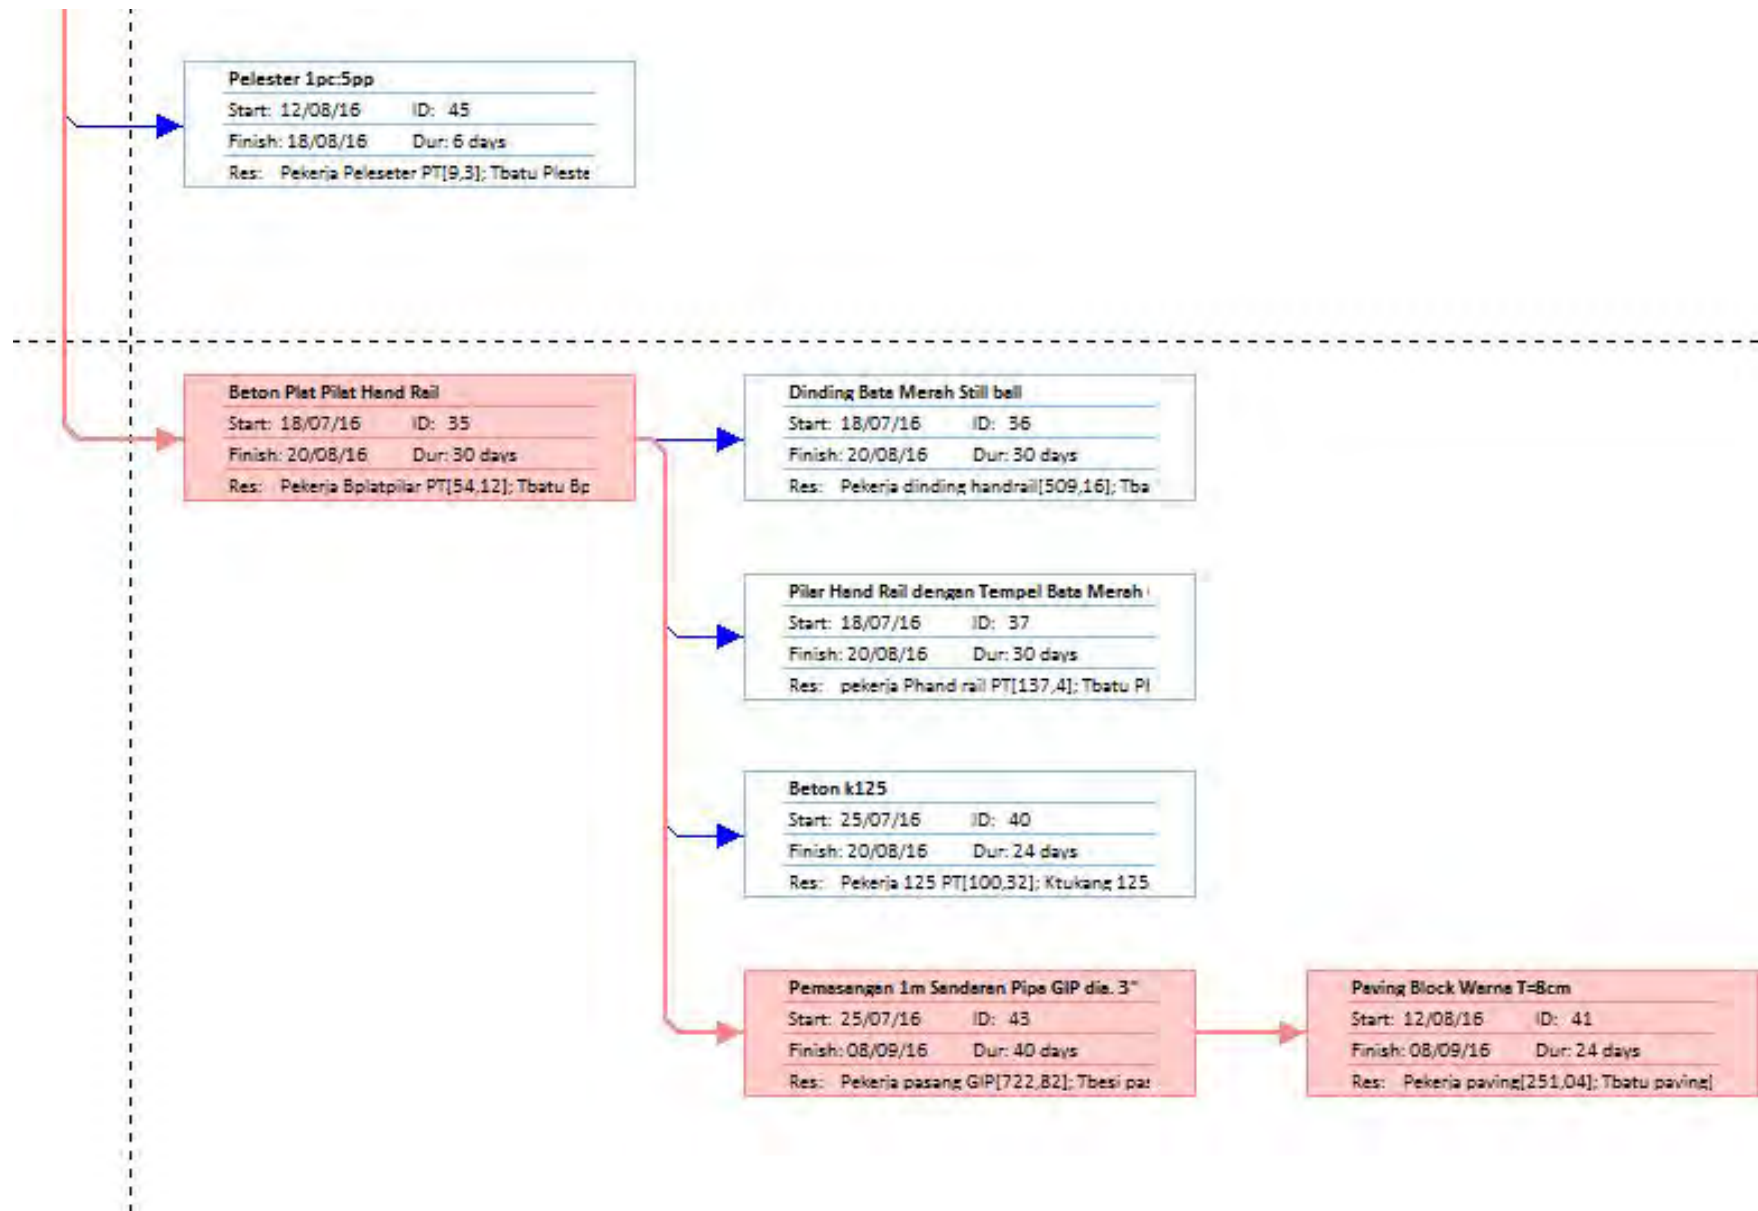 Pelester 1pc:5pp
Start: 12/08/16 ID: 45
Finish: 18/08/16 Dur: 6 days
Res: Pekerja Peleseter PT[9,3]; Tbatu Pleste
Beton Plat Pilat Hand Rail
Start: 18/07/16 ID: 35
Finish: 20/08/16 Dur: 30 days
Res: Pekerja Bplatpilar PT[54,12]; Tbatu Bp
Dinding Bata Merah Still ball
Start: 18/07/16 ID: 36
Finish: 20/08/16 Dur: 30 days
Res: Pekerja dinding handrail[509,16]; Tba
Pilar Hand Rail dengan Tempel Bata Merah
Start: 18/07/16 ID: 37
Finish: 20/08/16 Dur: 30 days
Res: pekerja Phand rail PT[137,4]; Tbatu Pl
Beton k125
Start: 25/07/16 ID: 40
Finish: 20/08/16 Dur: 24 days
Res: Pekerja 125 PT[100,32]; Ktukang 125
Pemasangan 1m Sandaran Pipa GIP dia. 3"
Start: 25/07/16 ID: 43
Finish: 08/09/16 Dur: 40 days
Res: Pekerja pasang GIP[722,82]; Tbesi pas
Paving Block Warna T=8cm
Start: 12/08/16 ID: 41
Finish: 08/09/16 Dur: 24 days
Res: Pekerja paving[251,04]; Tbatu paving[